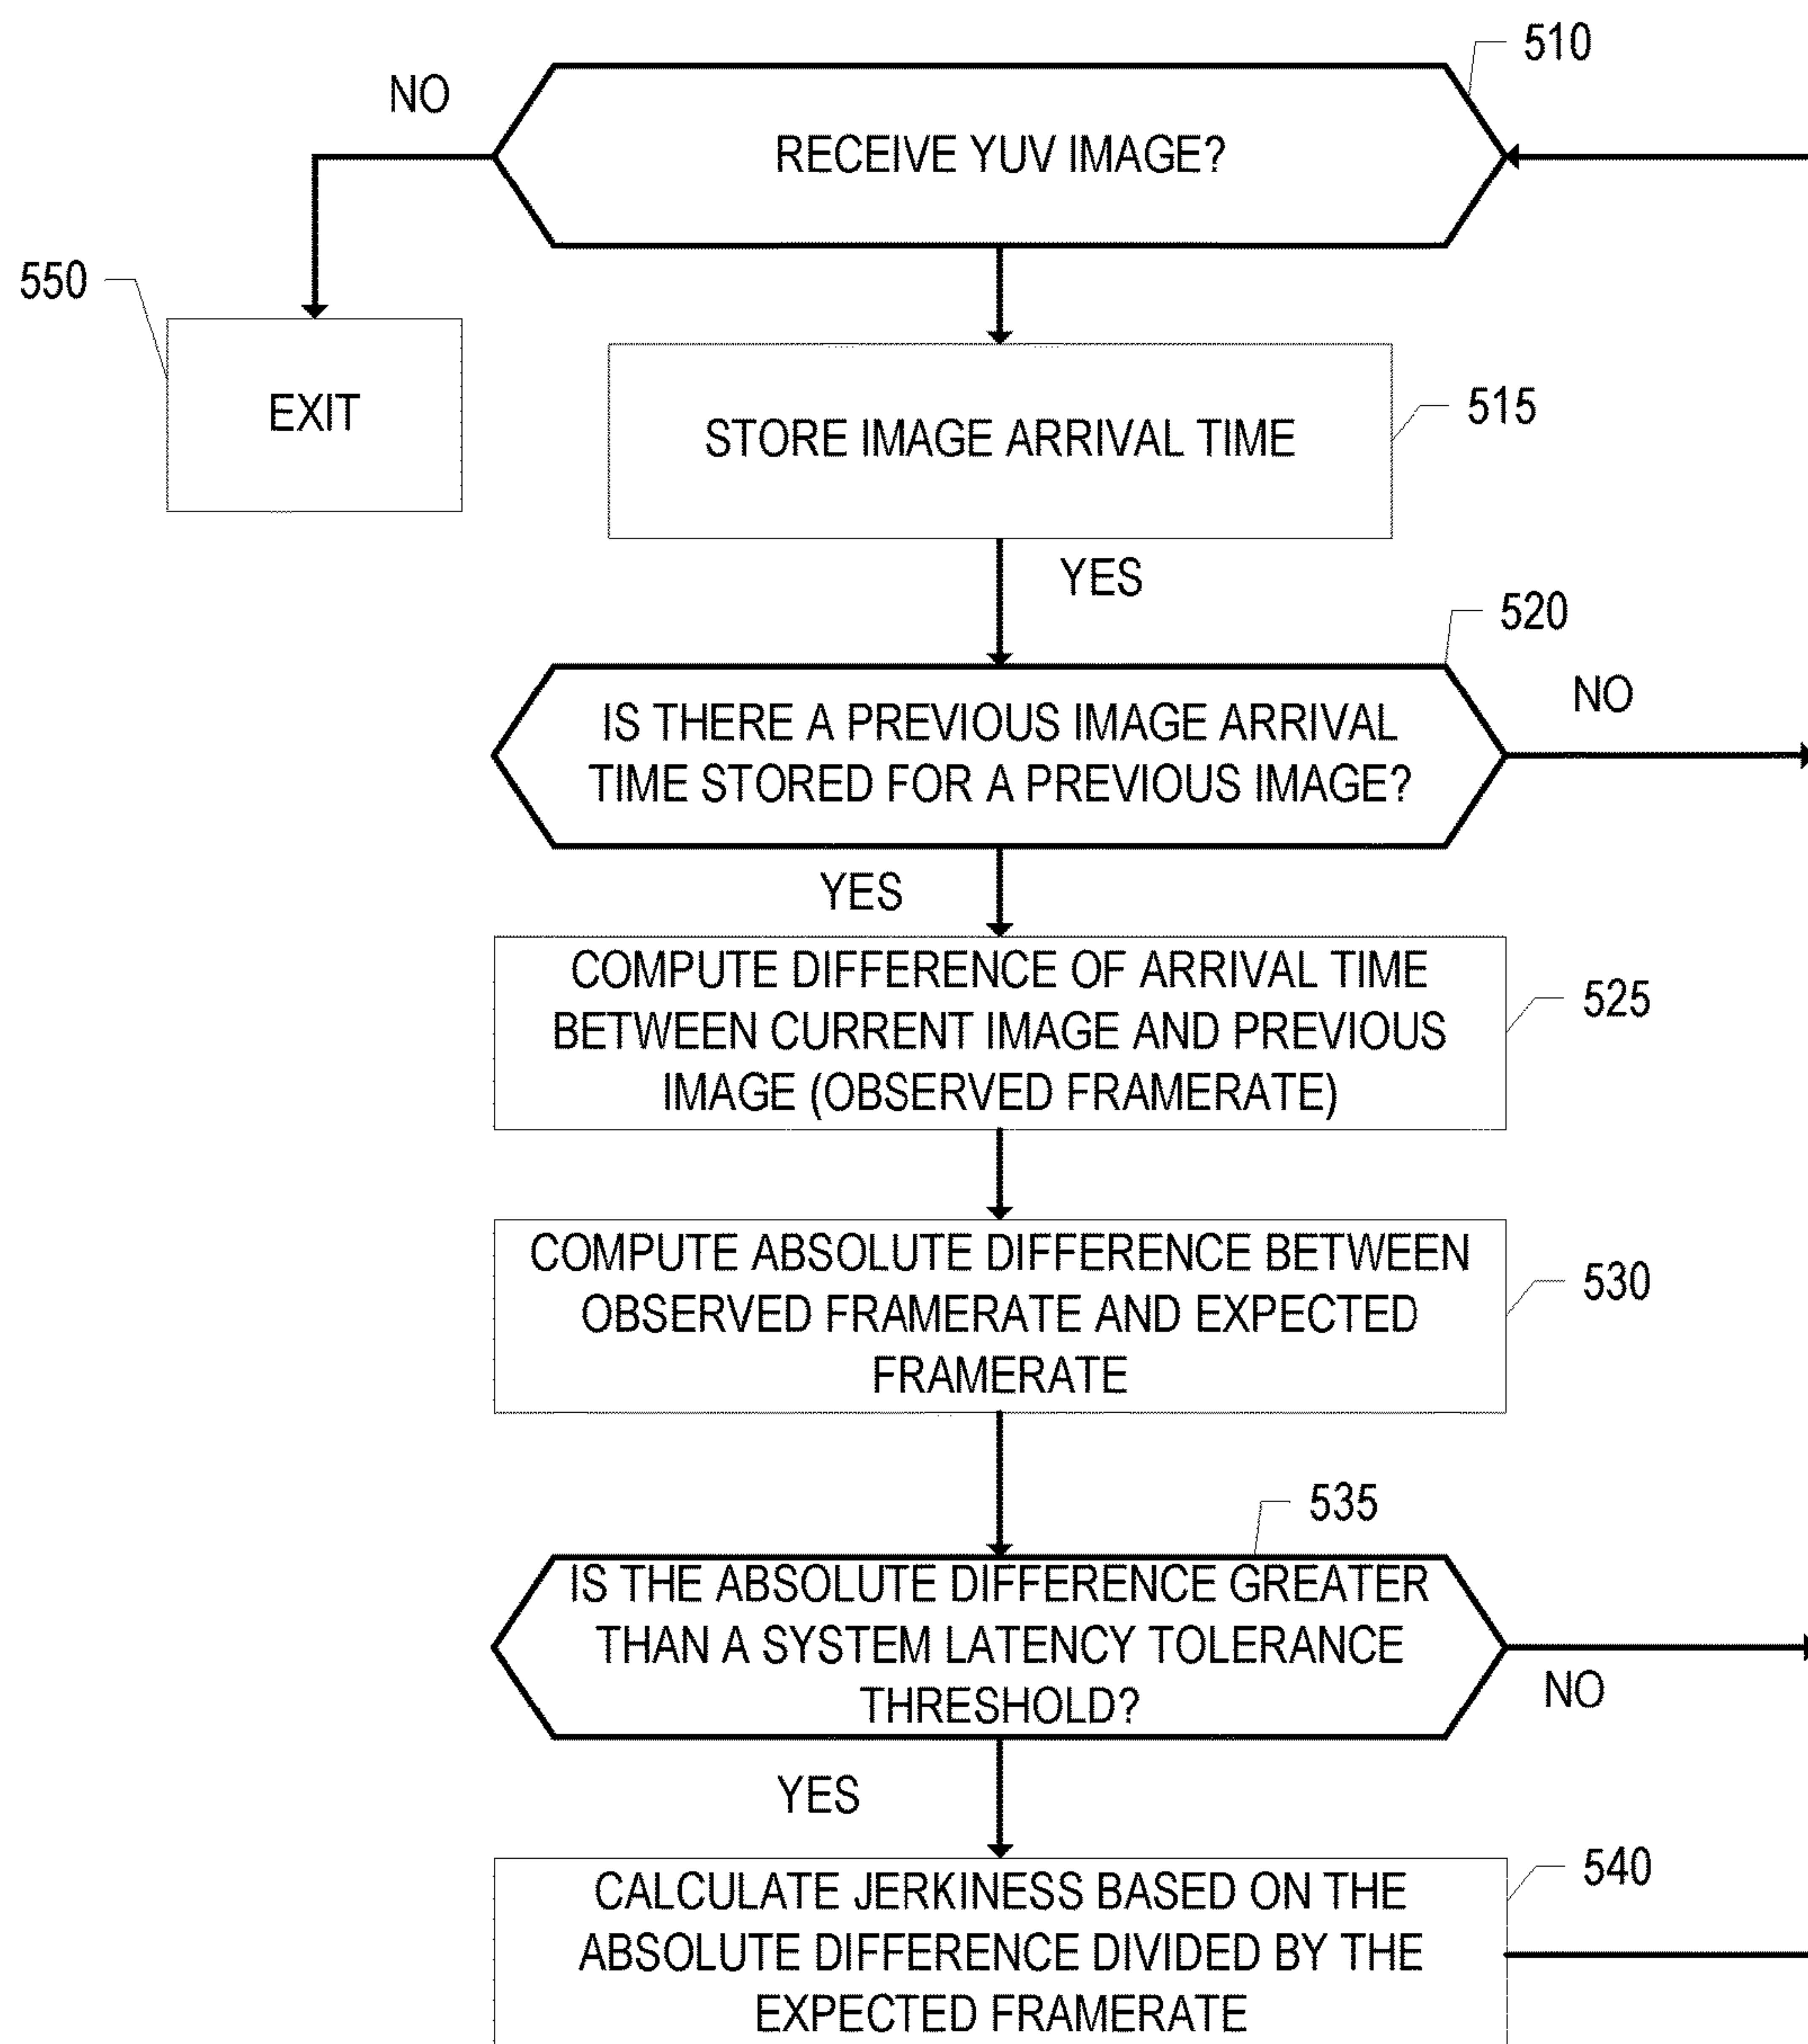 510
NO
RECEIVE YUV IMAGE?
550
EXIT
STORE IMAGE ARRIVAL TIME
515
YES
520
IS THERE A PREVIOUS IMAGE ARRIVAL
TIME STORED FOR A PREVIOUS IMAGE?
NO
YES
COMPUTE DIFFERENCE OF ARRIVAL TIME
BETWEEN CURRENT IMAGE AND PREVIOUS
IMAGE (OBSERVED FRAMERATE)
525
COMPUTE ABSOLUTE DIFFERENCE BETWEEN
OBSERVED FRAMERATE AND EXPECTED
FRAMERATE
530
535
IS THE ABSOLUTE DIFFERENCE GREATER
THAN A SYSTEM LATENCY TOLERANCE
THRESHOLD?
NO
YES
CALCULATE JERKINESS BASED ON THE
ABSOLUTE DIFFERENCE DIVIDED BY THE
EXPECTED FRAMERATE
540